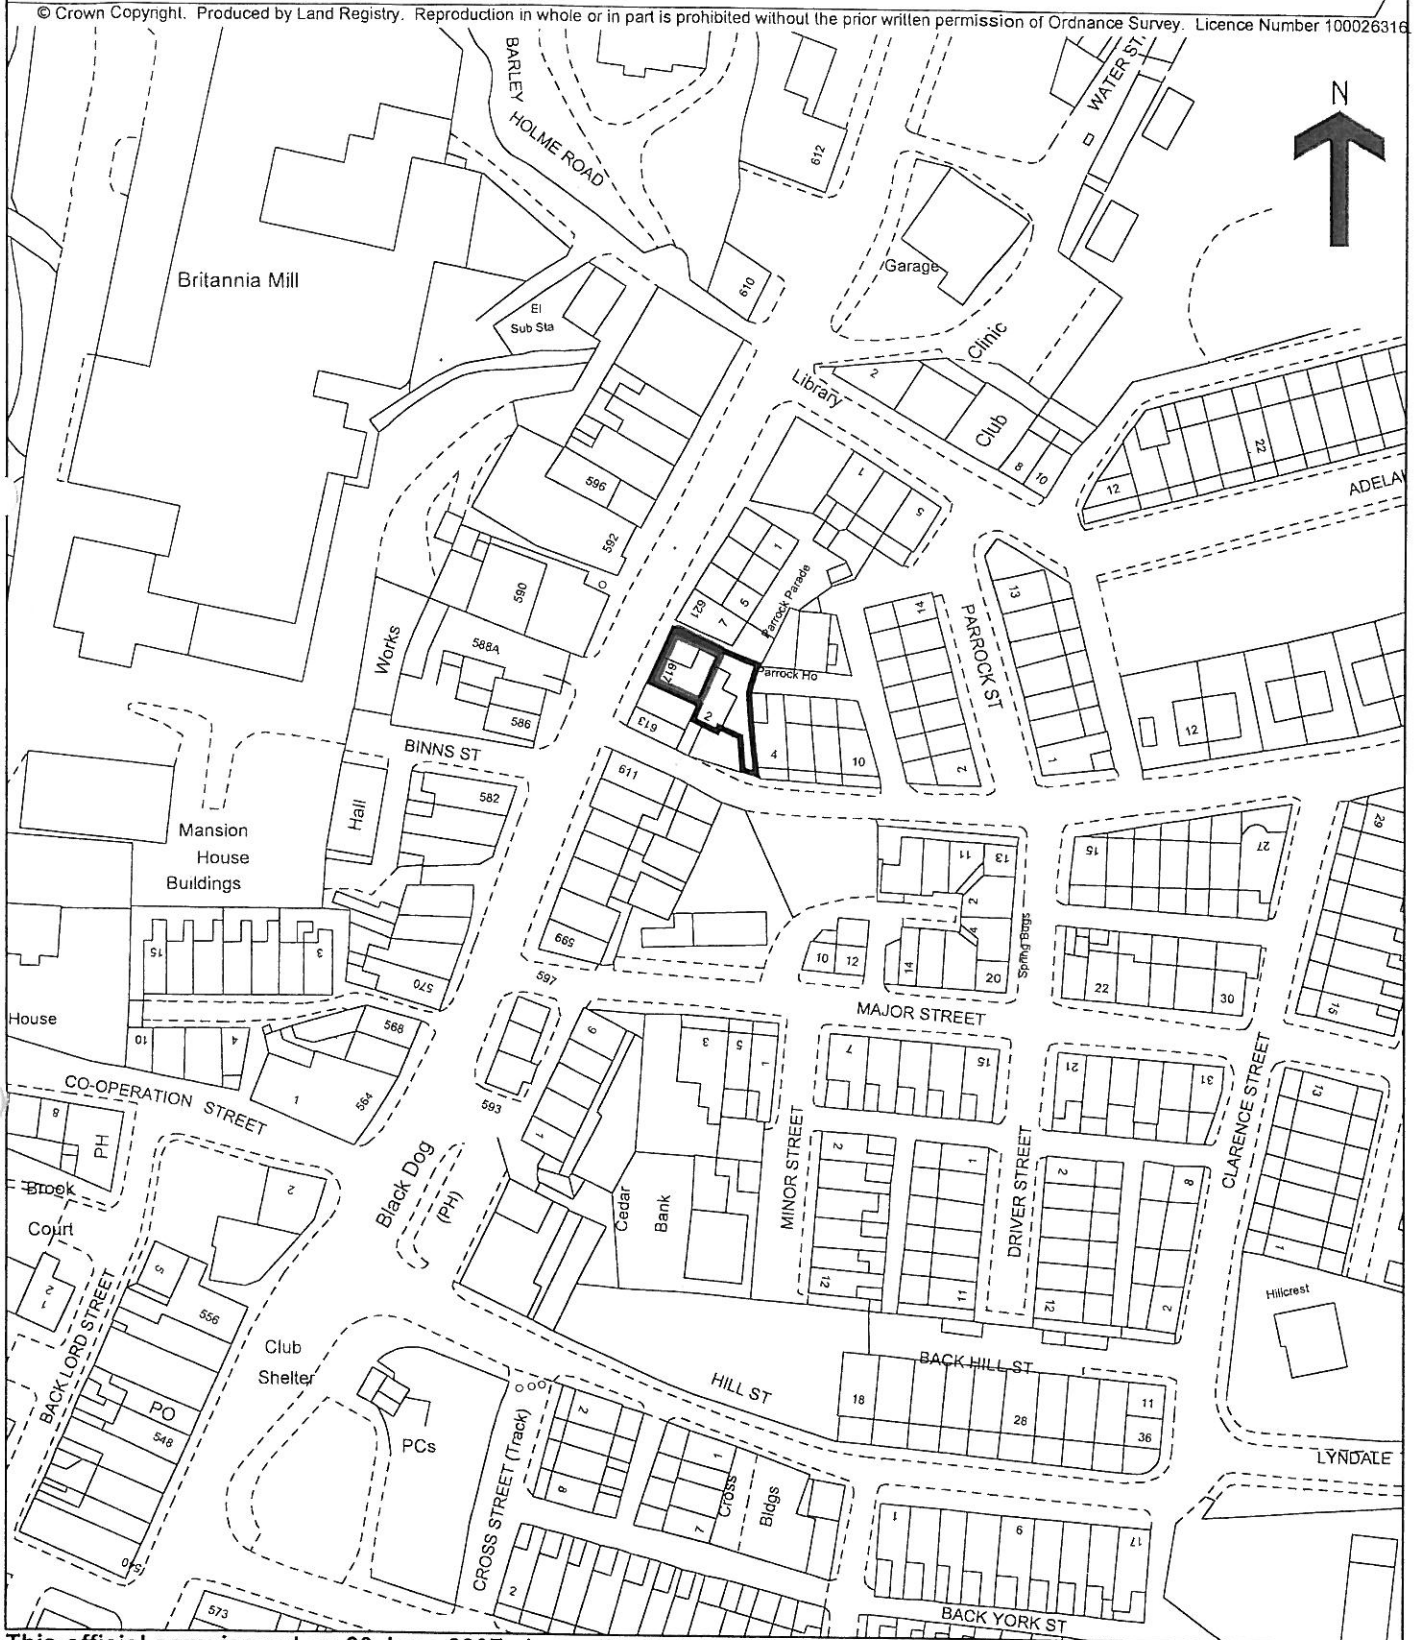 © Crown Copyright. Produced by Land Registry. Reproduction in whole or in part is prohibited without the prior written permission of Ordnance Survey. Licence Number 100026316
BARLEY
HOLME ROAD
WATER ST
N
612
Garage
610
Britannia Mill
El
Sub Sta
Clinic
Library
2
Club
8
10
12
22
ADELA
596
592
1
5
590
1
5
7
621
Parrock Parade
14
13
PARROCK ST
Works
588A
586
617
Parrock Ho
2
613
4
10
2
1
12
BINNS ST
611
582
Hall
Mansion
House
Buildings
15
3
570
599
597
11
13
2
4
10
12
14
20
Spring Bugs
15
27
29
22
30
15
MAJOR STREET
House
10
4
568
564
1
CO-OPERATION STREET
8
PH
593
9
1
3
5
1
7
15
21
31
13
CLARENCE STREET
Brook
Court
2
1
2
Black Dog
(PH)
Cedar
Bank
MINOR STREET
2
12
1
11
DRIVER STREET
2
12
8
2
1
Hillcrest
BACK LORD STREET
5
556
PO
548
540
Club
Shelter
PCs
HILL ST
BACK HILL ST
18
28
11
36
LYNDALE
CROSS STREET (Track)
2
8
1
7
Cross
Bldgs
1
9
17
2
573
BACK YORK ST